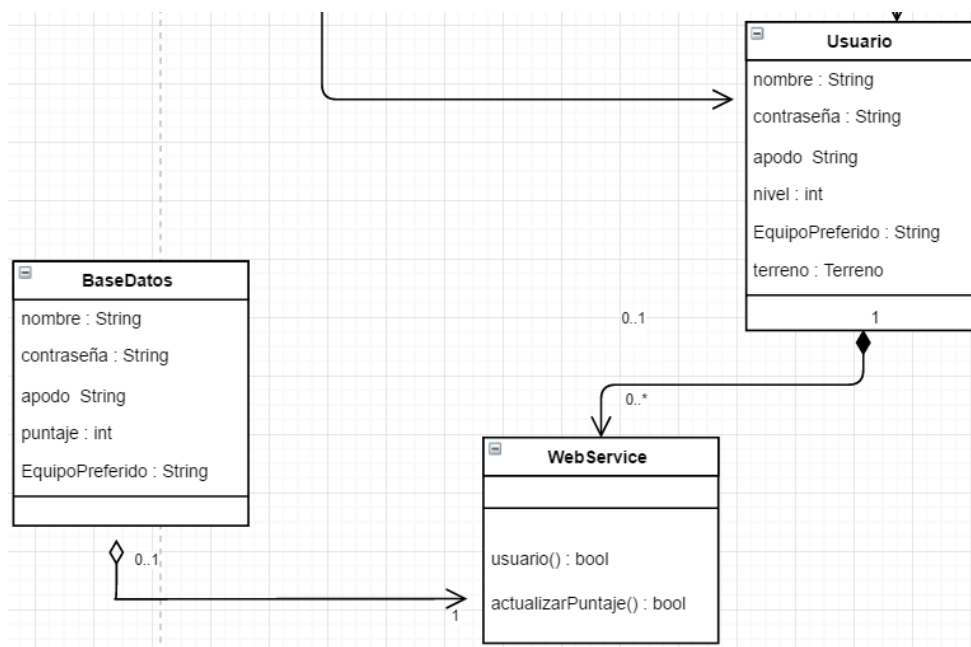 Usuario
nombre : String
contraseña : String
apodo  String
nivel : int
EquipoPreferido : String
terreno : Terreno
1
BaseDatos
nombre : String
contraseña : String
apodo  String
puntaje : int
EquipoPreferido : String
0..1
0..*
WebService
usuario() : bool
actualizarPuntaje() : bool
0..1
1